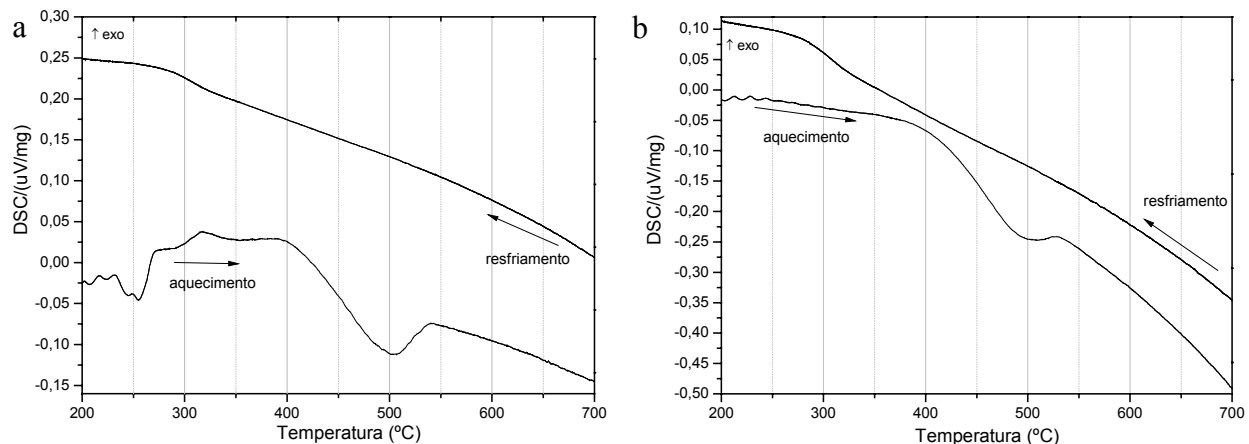 a
↑ exo
DSC/(uV/mg)
0,30
0,25
0,20
0,15
0,10
0,05
0,00
-0,05
-0,10
-0,15
aquecimento
resfriamento
200 300 400 500 600 700
Temperatura (ºC)
b
↑ exo
DSC/(uV/mg)
0,10
0,05
0,00
-0,05
-0,10
-0,15
-0,20
-0,25
-0,30
-0,35
-0,40
-0,45
-0,50
aquecimento
resfriamento
200 300 400 500 600 700
Temperatura (ºC)